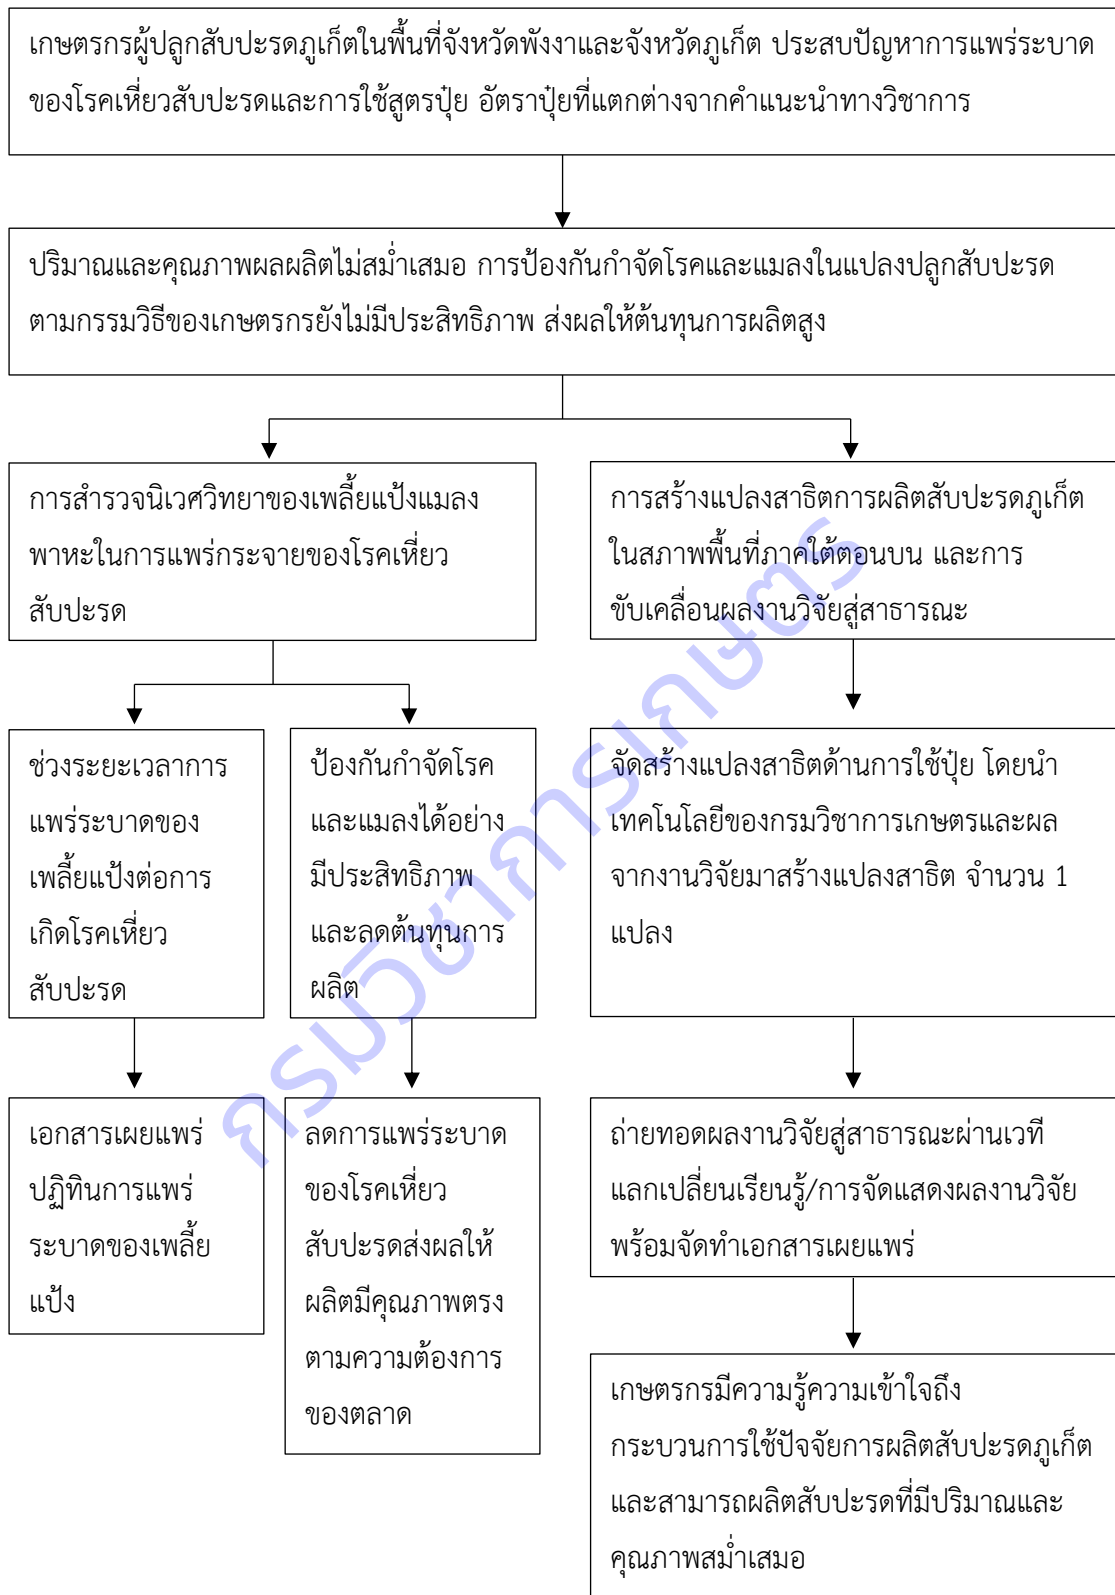 เกษตรกรผู้ปลูกสับปะรดภูเก็ตในพื้นที่จังหวัดพังงาและจังหวัดภูเก็ต ประสบปัญหาการแพร่ระบาด
ของโรคเหี่ยวสับปะรดและการใช้สูตรปุ๋ย อัตราปุ๋ยที่แตกต่างจากคำแนะนำทางวิชาการ
ปริมาณและคุณภาพผลผลิตไม่สม่ำเสมอ การป้องกันกำจัดโรคและแมลงในแปลงปลูกสับปะรด
ตามกรรมวิธีของเกษตรกรยังไม่มีประสิทธิภาพ ส่งผลให้ต้นทุนการผลิตสูง
การสำรวจนิเวศวิทยาของเพลี้ยแป้งแมลง
พาหะในการแพร่กระจายของโรคเหี่ยว
สับปะรด
การสร้างแปลงสาธิตการผลิตสับปะรดภูเก็ต
ในสภาพพื้นที่ภาคใต้ตอนบน และการ
ขับเคลื่อนผลงานวิจัยสู่สาธารณะ
ช่วงระยะเวลาการ
แพร่ระบาดของ
เพลี้ยแป้งต่อการ
เกิดโรคเหี่ยว
สับปะรด
ป้องกันกำจัดโรค
และแมลงได้อย่าง
มีประสิทธิภาพ
และลดต้นทุนการ
ผลิต
จัดสร้างแปลงสาธิตด้านการใช้ปุ๋ย โดยนำ
เทคโนโลยีของกรมวิชาการเกษตรและผล
จากงานวิจัยมาสร้างแปลงสาธิต จำนวน 1
แปลง
เอกสารเผยแพร่
ปฏิทินการแพร่
ระบาดของเพลี้ย
แป้ง
ลดการแพร่ระบาด
ของโรคเหี่ยว
สับปะรดส่งผลให้
ผลิตมีคุณภาพตรง
ตามความต้องการ
ของตลาด
ถ่ายทอดผลงานวิจัยสู่สาธารณะผ่านเวที
แลกเปลี่ยนเรียนรู้/การจัดแสดงผลงานวิจัย
พร้อมจัดทำเอกสารเผยแพร่
เกษตรกรมีความรู้ความเข้าใจถึง
กระบวนการใช้ปัจจัยการผลิตสับปะรดภูเก็ต
และสามารถผลิตสับปะรดที่มีปริมาณและ
คุณภาพสม่ำเสมอ
กรมวิชาการเกษตร